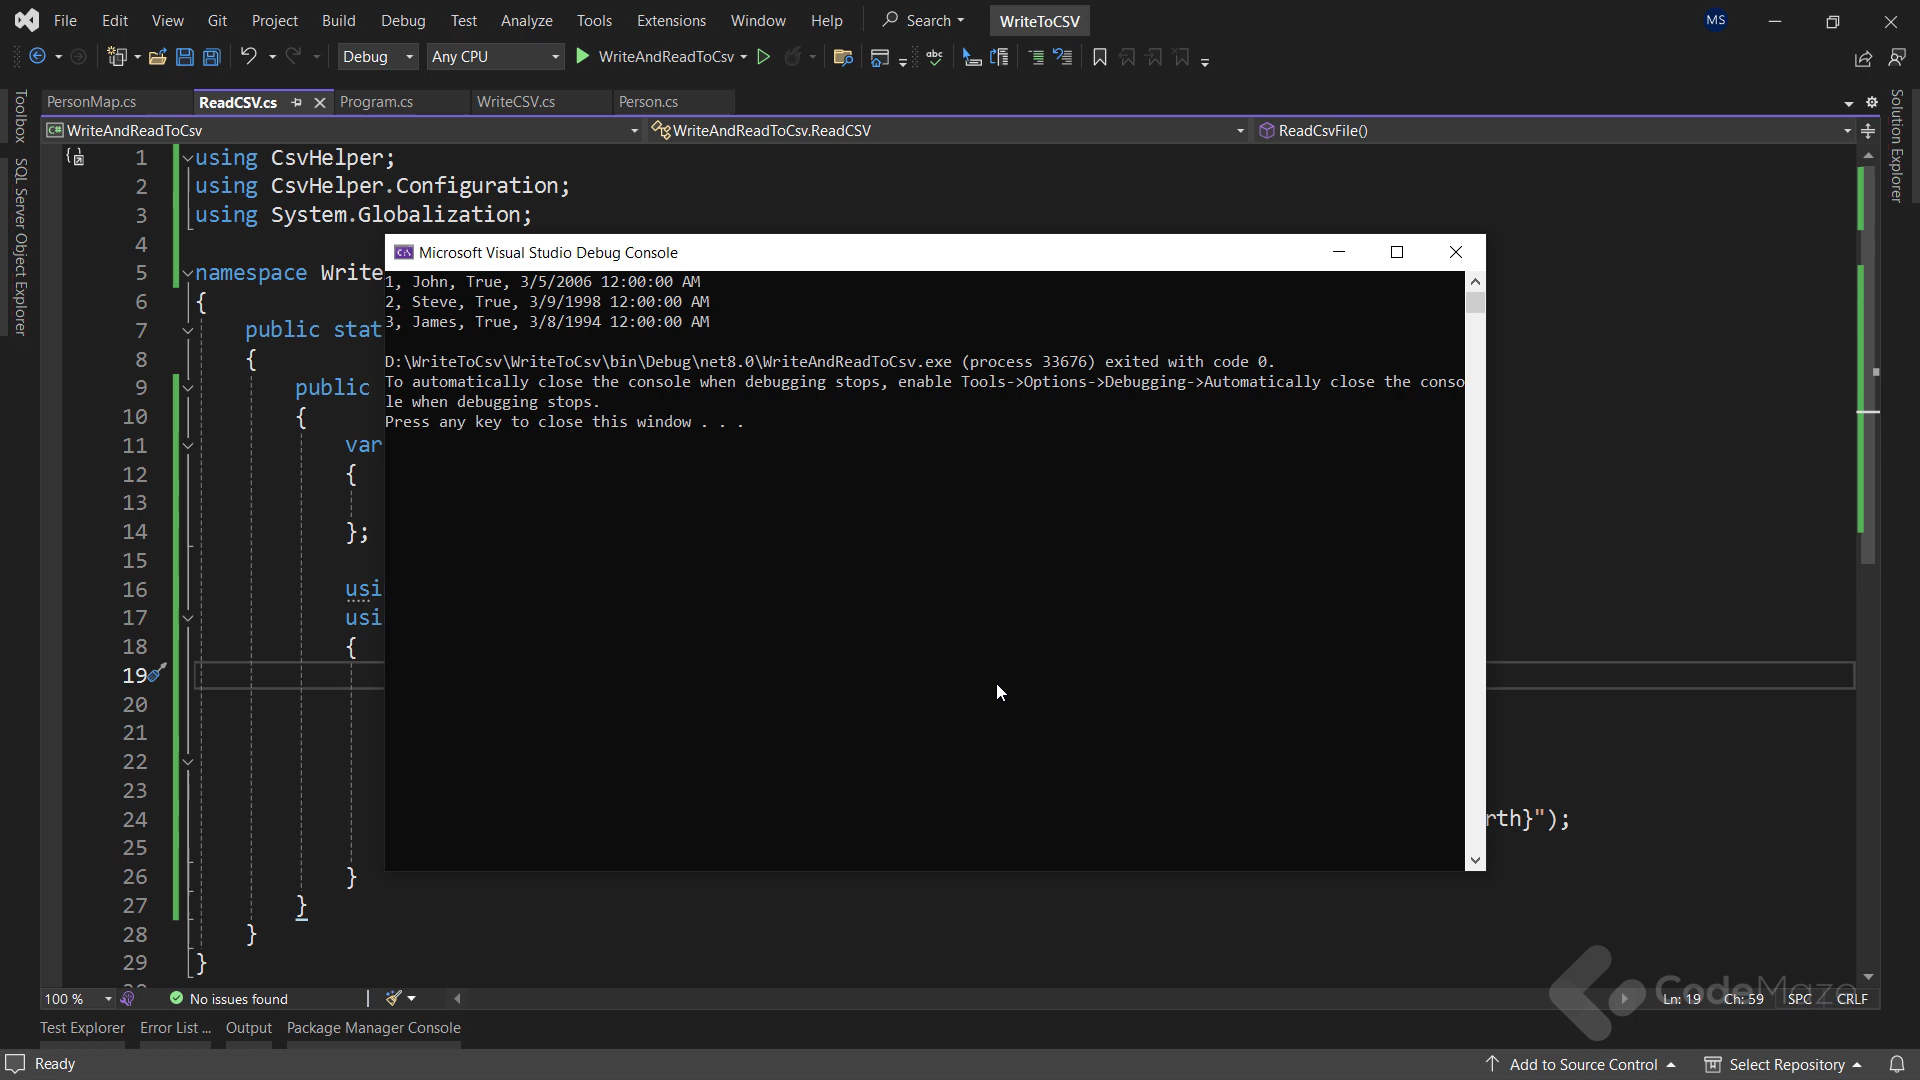 File Edit View Git Project Build Debug Test Analyze Tools Extensions Window Help Search WriteToCSV MS
Debug Any CPU WriteAndReadToCsv
PersonMap.cs ReadCSV.cs Program.cs WriteCSV.cs Person.cs
C# WriteAndReadToCsv WriteAndReadToCsv.ReadCSV ReadCsvFile()
Toolbox
SQL Server Object Explorer
Solution Explorer
1 using CsvHelper;
2 using CsvHelper.Configuration;
3 using System.Globalization;
4
5 namespace Write
6 {
7 public stat
8 {
9 public
10 {
11 var
12 {
13
14 };
15
16 usi
17 usi
18 {
19
20
21
22
23
24 rth}");
25
26 }
27 }
28 }
29 }
Microsoft Visual Studio Debug Console
1, John, True, 3/5/2006 12:00:00 AM
2, Steve, True, 3/9/1998 12:00:00 AM
3, James, True, 3/8/1994 12:00:00 AM
D:\WriteToCsv\WriteToCsv\bin\Debug\net8.0\WriteAndReadToCsv.exe (process 33676) exited with code 0.
To automatically close the console when debugging stops, enable Tools->Options->Debugging->Automatically close the conso
le when debugging stops.
Press any key to close this window . . .
100 % No issues found Ln: 19 Ch: 59 SPC CRLF
CodeMaze
Test Explorer Error List ... Output Package Manager Console
Ready Add to Source Control Select Repository